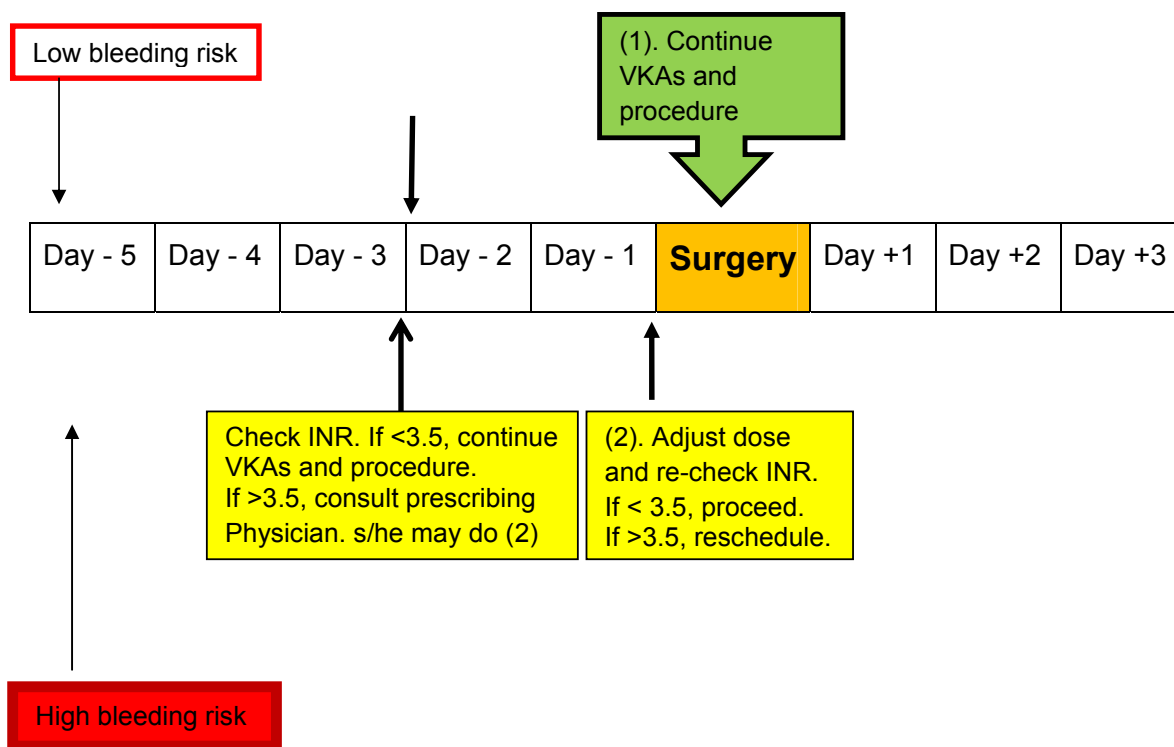 Low bleeding risk
(1). Continue
VKAs and
procedure
Day - 5 Day - 4 Day - 3 Day - 2 Day - 1 Surgery Day +1 Day +2 Day +3
Check INR. If <3.5, continue
VKAs and procedure.
If >3.5, consult prescribing
Physician. s/he may do (2)
(2). Adjust dose
and re-check INR.
If < 3.5, proceed.
If >3.5, reschedule.
High bleeding risk